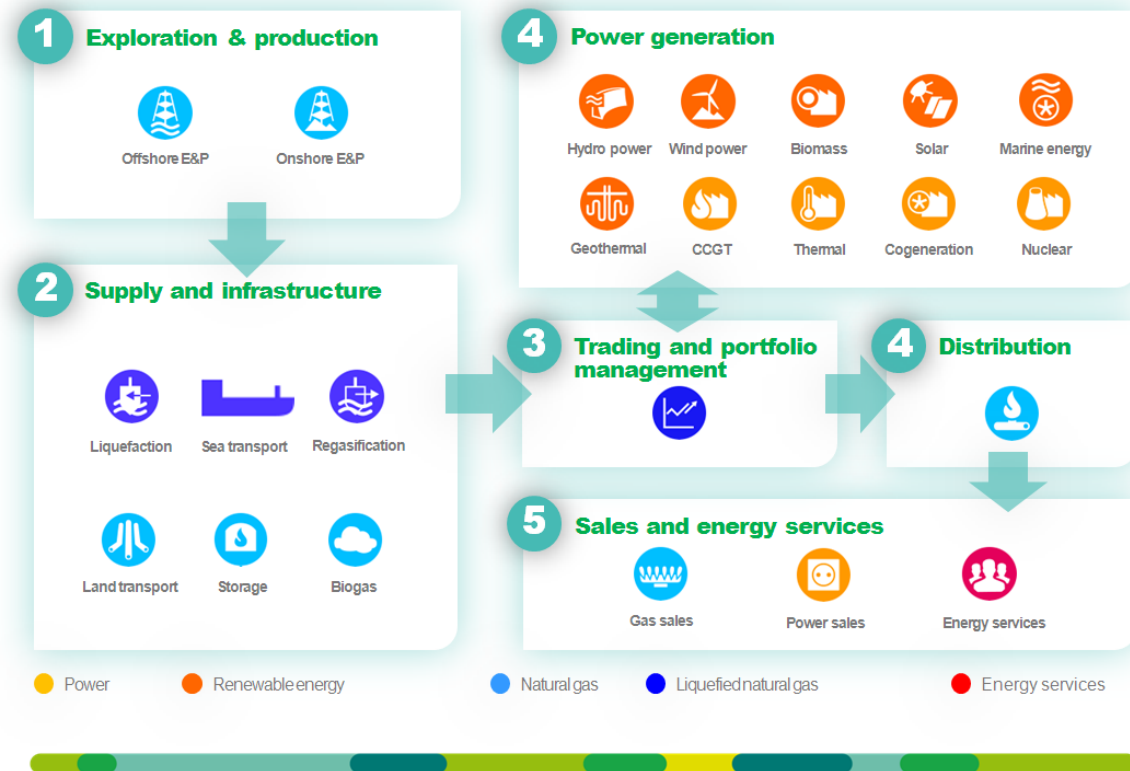 1
Exploration & production
Offshore E&P
Onshore E&P
2
Supply and infrastructure
Liquefaction
Sea transport
Regasification
Land transport
Storage
Biogas
4
Power generation
Hydro power
Wind power
Biomass
Solar
Marine energy
Geothermal
CCGT
Thermal
Cogeneration
Nuclear
3
Trading and portfolio
management
4
Distribution
5
Sales and energy services
Gas sales
Power sales
Energy services
Power
Renewable energy
Natural gas
Liquefied natural gas
Energy services